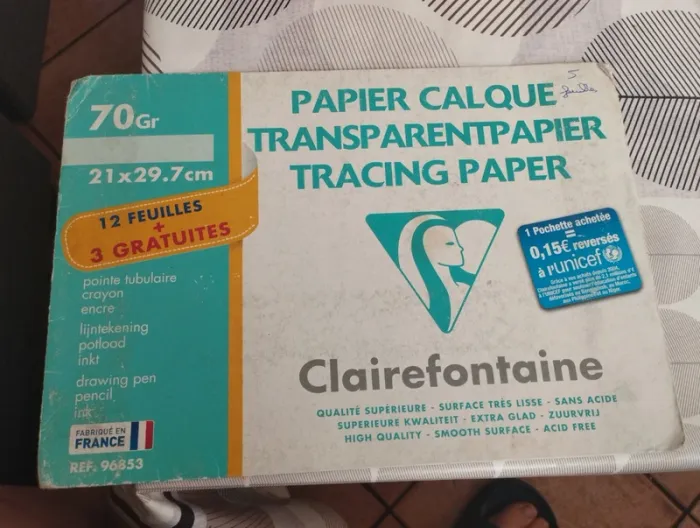 70Gr
21x29.7cm
12 FEUILLES
+
3 GRATUITES
pointe tubulaire
crayon
encre
lijntekening
potlood
inkt
drawing pen
pencil
ink
FABRIQUÉ EN
FRANCE
REF. 96853
5
PAPIER CALQUE
TRANSPARENTPAPIER
TRACING PAPER
1 Pochette achetée
=
0,15€ reversés
à l'unicef
Clairefontaine
QUALITÉ SUPÉRIEURE - SURFACE TRÈS LISSE - SANS ACIDE
SUPERIEURE KWALITEIT - EXTRA GLAD - ZUURVRIJ
HIGH QUALITY - SMOOTH SURFACE - ACID FREE